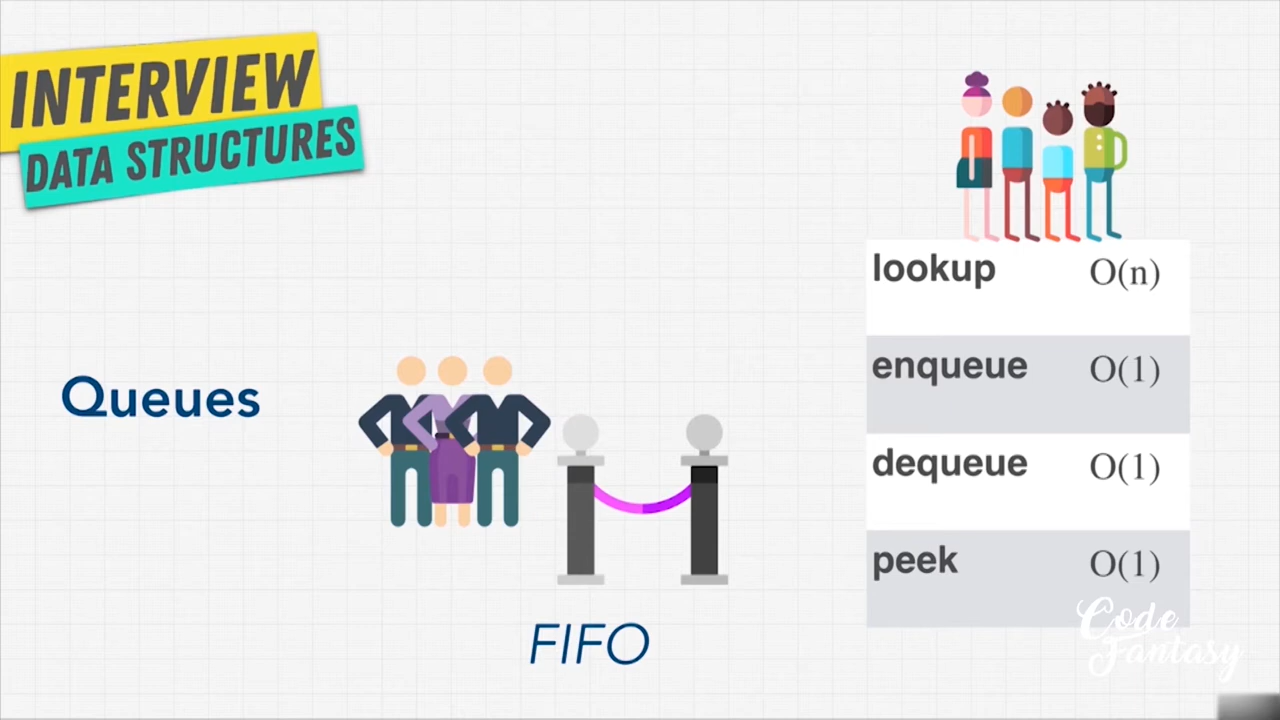 INTERVIEW
DATA STRUCTURES
Queues
FIFO
lookup O(n)
enqueue O(1)
dequeue O(1)
peek O(1)
Code
Fantasy